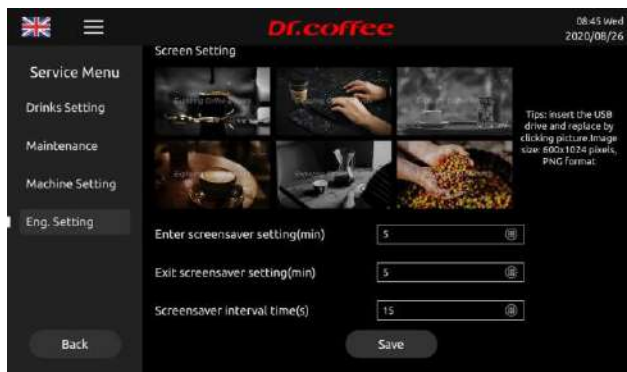 Dr.coffee
08:45 Wed
2020/08/26
Service Menu
Drinks Setting
Maintenance
Machine Setting
Eng. Setting
Back
Screen Setting
Tips: insert the USB
drive and replace by
clicking picture.Image
size: 600x1024 pixels,
PNG format
Enter screensaver setting(min)
5
Exit screensaver setting(min)
5
Screensaver interval time(s)
15
Save